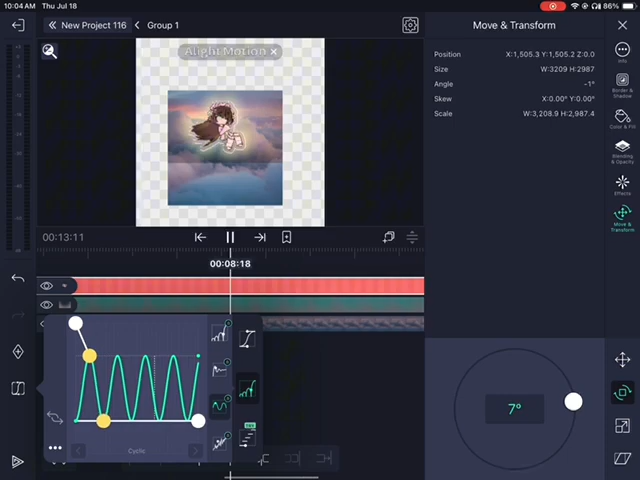 10:04 AM Thu Jul 18
86%
New Project 116
Group 1
Move & Transform
Alight Motion
Position X:1,505.3 Y:1,505.2 Z:0.0
Size W:3209 H:2987
Angle -1°
Skew X:0.00° Y:0.00°
Scale W:3,208.9 H:2,987.4
Info
Border & Shadow
Color & Fill
Blending & Opacity
Effects
Move & Transform
00:13:11
00:08:18
7°
TRY
Cyclic